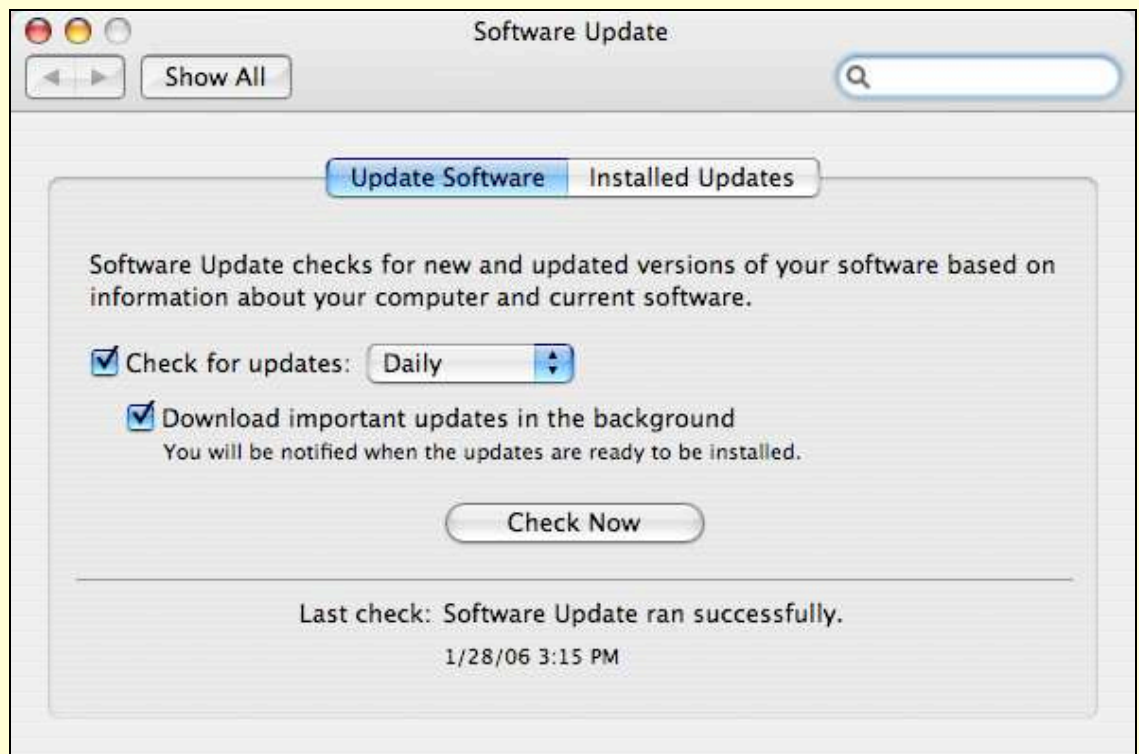 Software Update
Show All
Update Software Installed Updates
Software Update checks for new and updated versions of your software based on
information about your computer and current software.
Check for updates: Daily
Download important updates in the background
You will be notified when the updates are ready to be installed.
Check Now
Last check: Software Update ran successfully.
1/28/06 3:15 PM